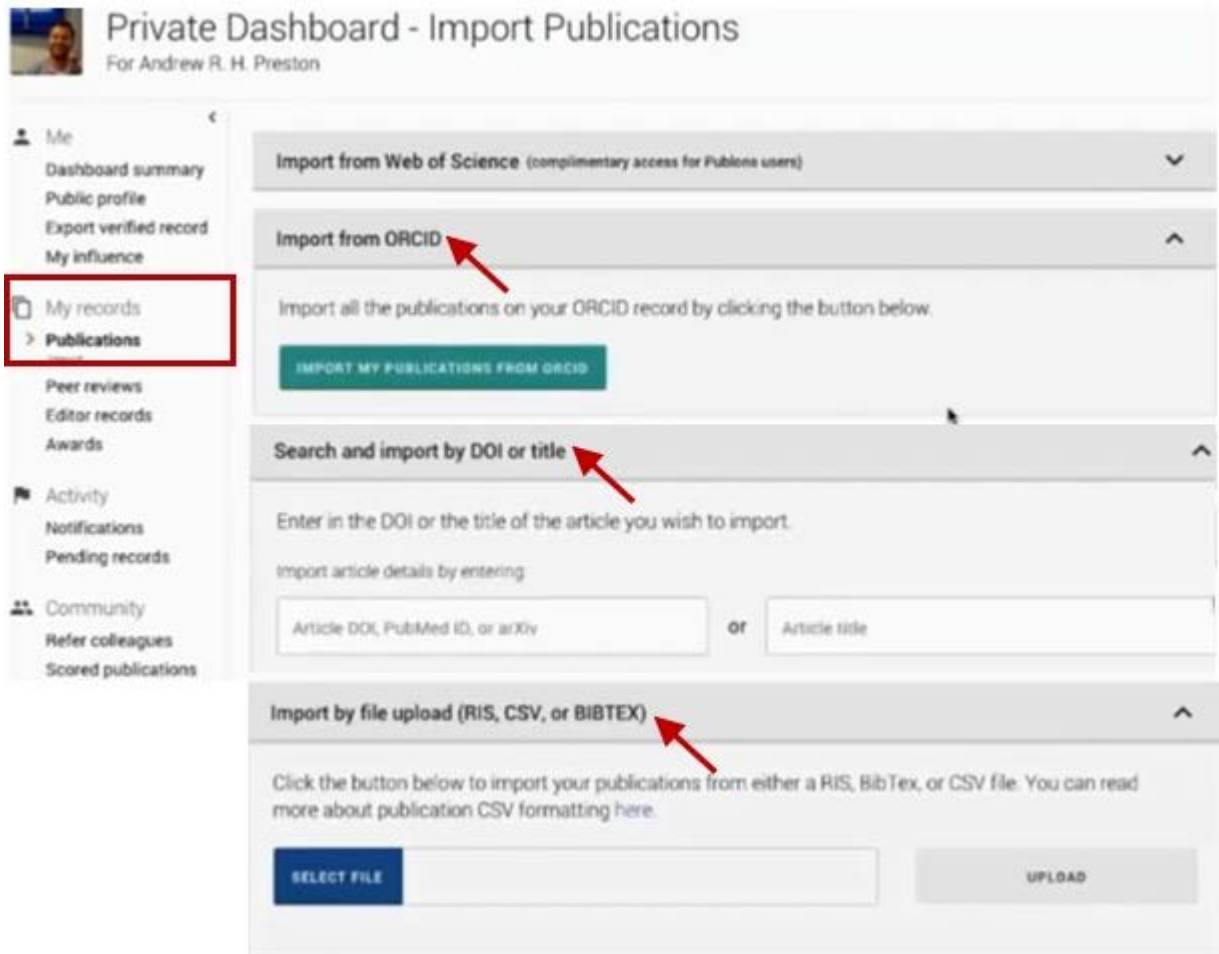 Private Dashboard - Import Publications
For Andrew R. H. Preston
Me
Dashboard summary
Public profile
Export verified record
My influence
My records
Publications
Peer reviews
Editor records
Awards
Activity
Notifications
Pending records
Community
Refer colleagues
Scored publications
Import from Web of Science (complimentary access for Publons users)
Import from ORCID
Import all the publications on your ORCID record by clicking the button below.
IMPORT MY PUBLICATIONS FROM ORCID
Search and import by DOI or title
Enter in the DOI or the title of the article you wish to import.
Import article details by entering
Article DOI, PubMed ID, or arXiv
or
Article title
Import by file upload (RIS, CSV, or BIBTEX)
Click the button below to import your publications from either a RIS, BibTex, or CSV file. You can read
more about publication CSV formatting here.
SELECT FILE
UPLOAD